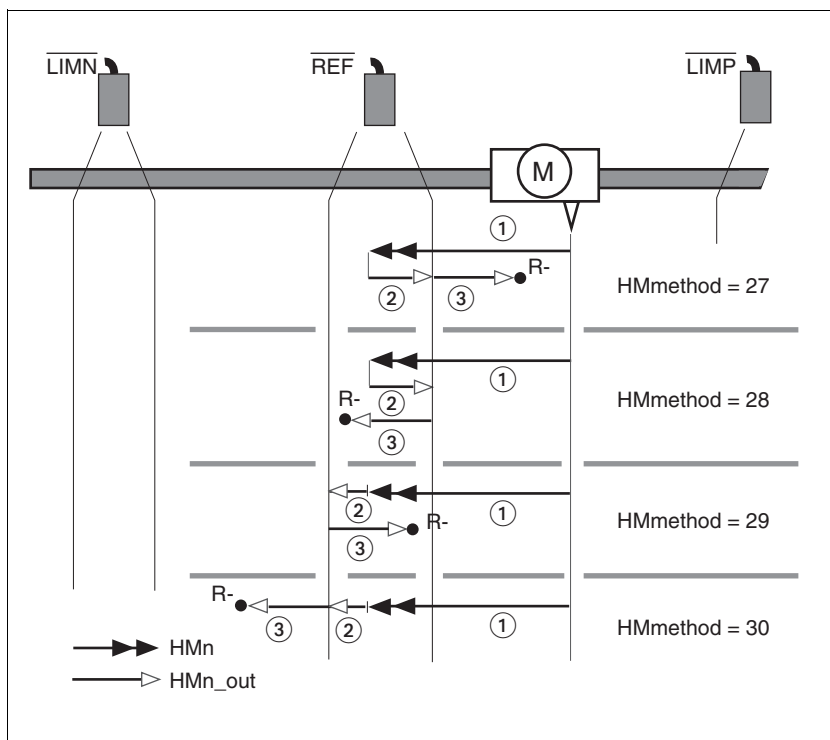 LIMN REF LIMP
M
1
R-
2 3 HMmethod = 27
1
R- 2 HMmethod = 28
3
2 1 R- HMmethod = 29
3
R-
3 2 1 HMmethod = 30
HMn
HMn_out